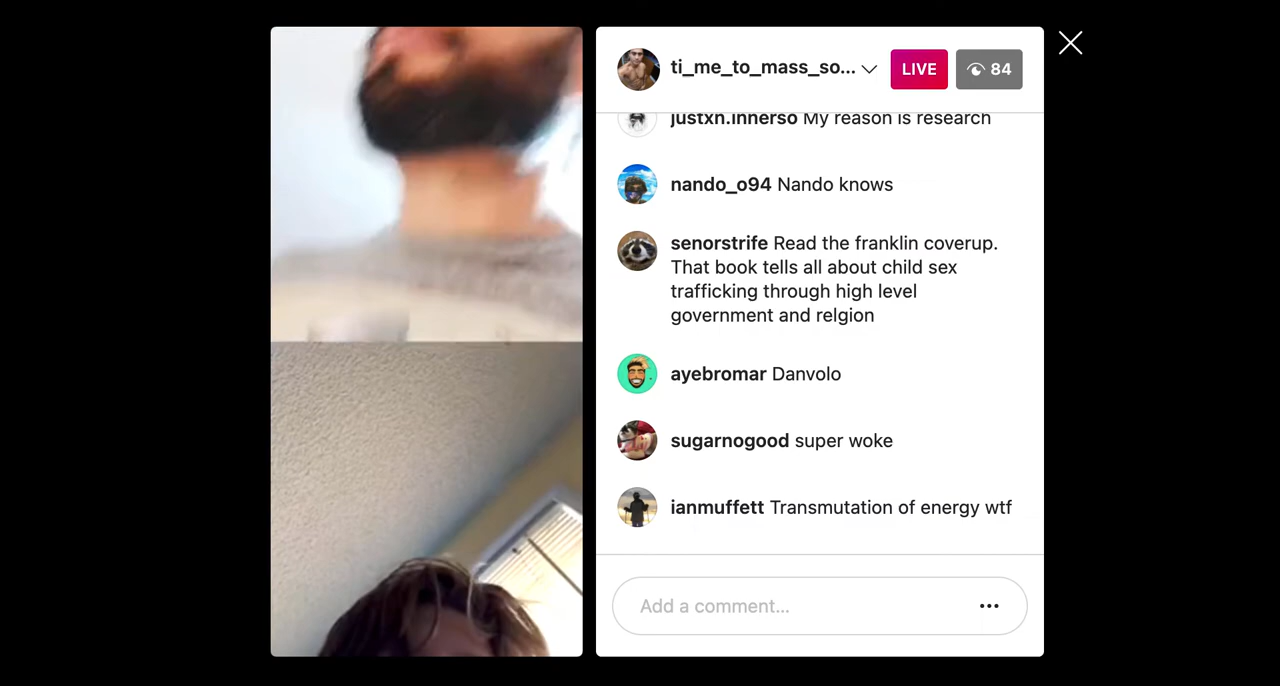 ti_me_to_mass_so...
LIVE
84
justxn.innerso My reason is research
nando_o94 Nando knows
senorstrife Read the franklin coverup.
That book tells all about child sex
trafficking through high level
government and relgion
ayebromar Danvolo
sugarnogood super woke
ianmuffett Transmutation of energy wtf
Add a comment...